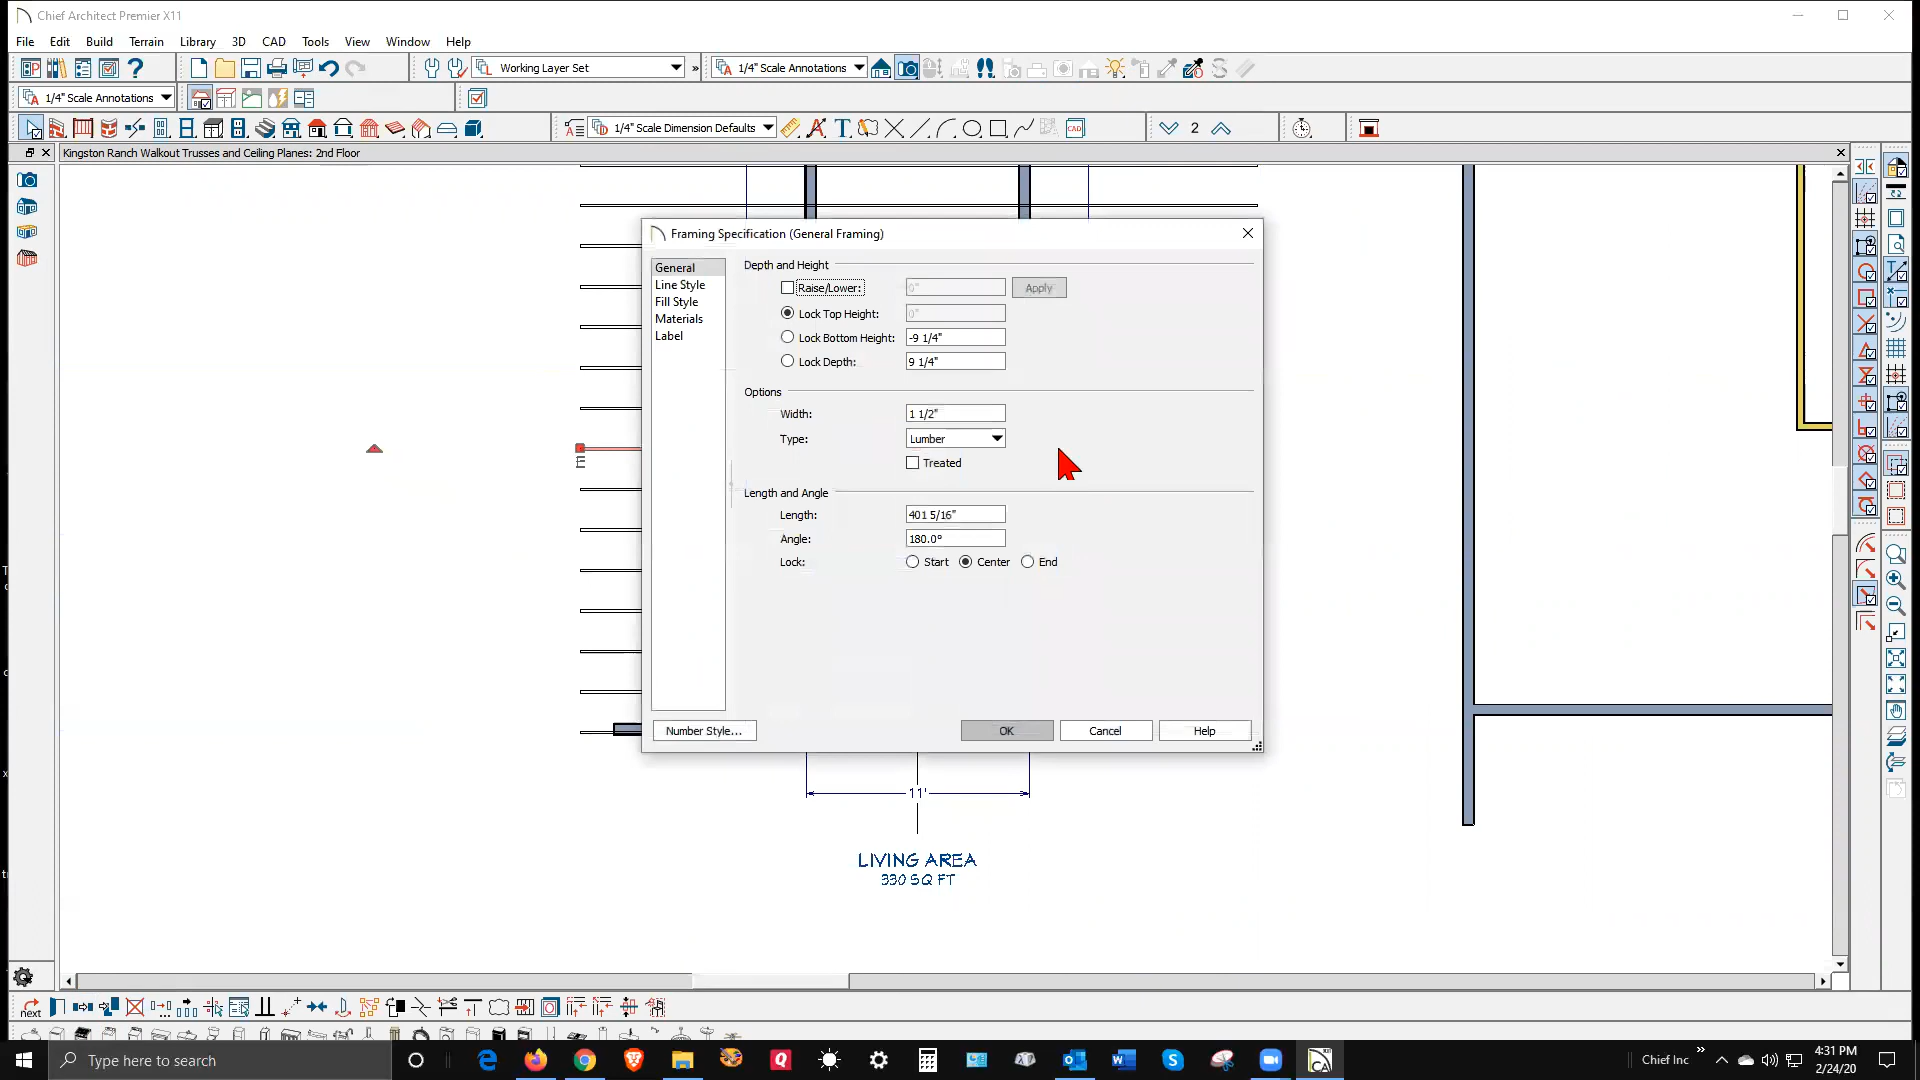 Chief Architect Premier X11
File Edit Build Terrain Library 3D CAD Tools View Window Help
Working Layer Set
»
1/4" Scale Annotations
1/4" Scale Annotations
1/4" Scale Dimension Defaults
2
CAD
Kingston Ranch Walkout Trusses and Ceiling Planes: 2nd Floor
Framing Specification (General Framing)
General
Line Style
Fill Style
Materials
Label
Depth and Height
Raise/Lower: 0" Apply
Lock Top Height: 0"
Lock Bottom Height: -9 1/4"
Lock Depth: 9 1/4"
Options
Width: 1 1/2"
Type: Lumber
Treated
Length and Angle
Length: 401 5/16"
Angle: 180.0°
Lock: Start Center End
Number Style... OK Cancel Help
11'
LIVING AREA
330 SQ FT
next
Type here to search
Chief Inc
»
4:31 PM
2/24/20